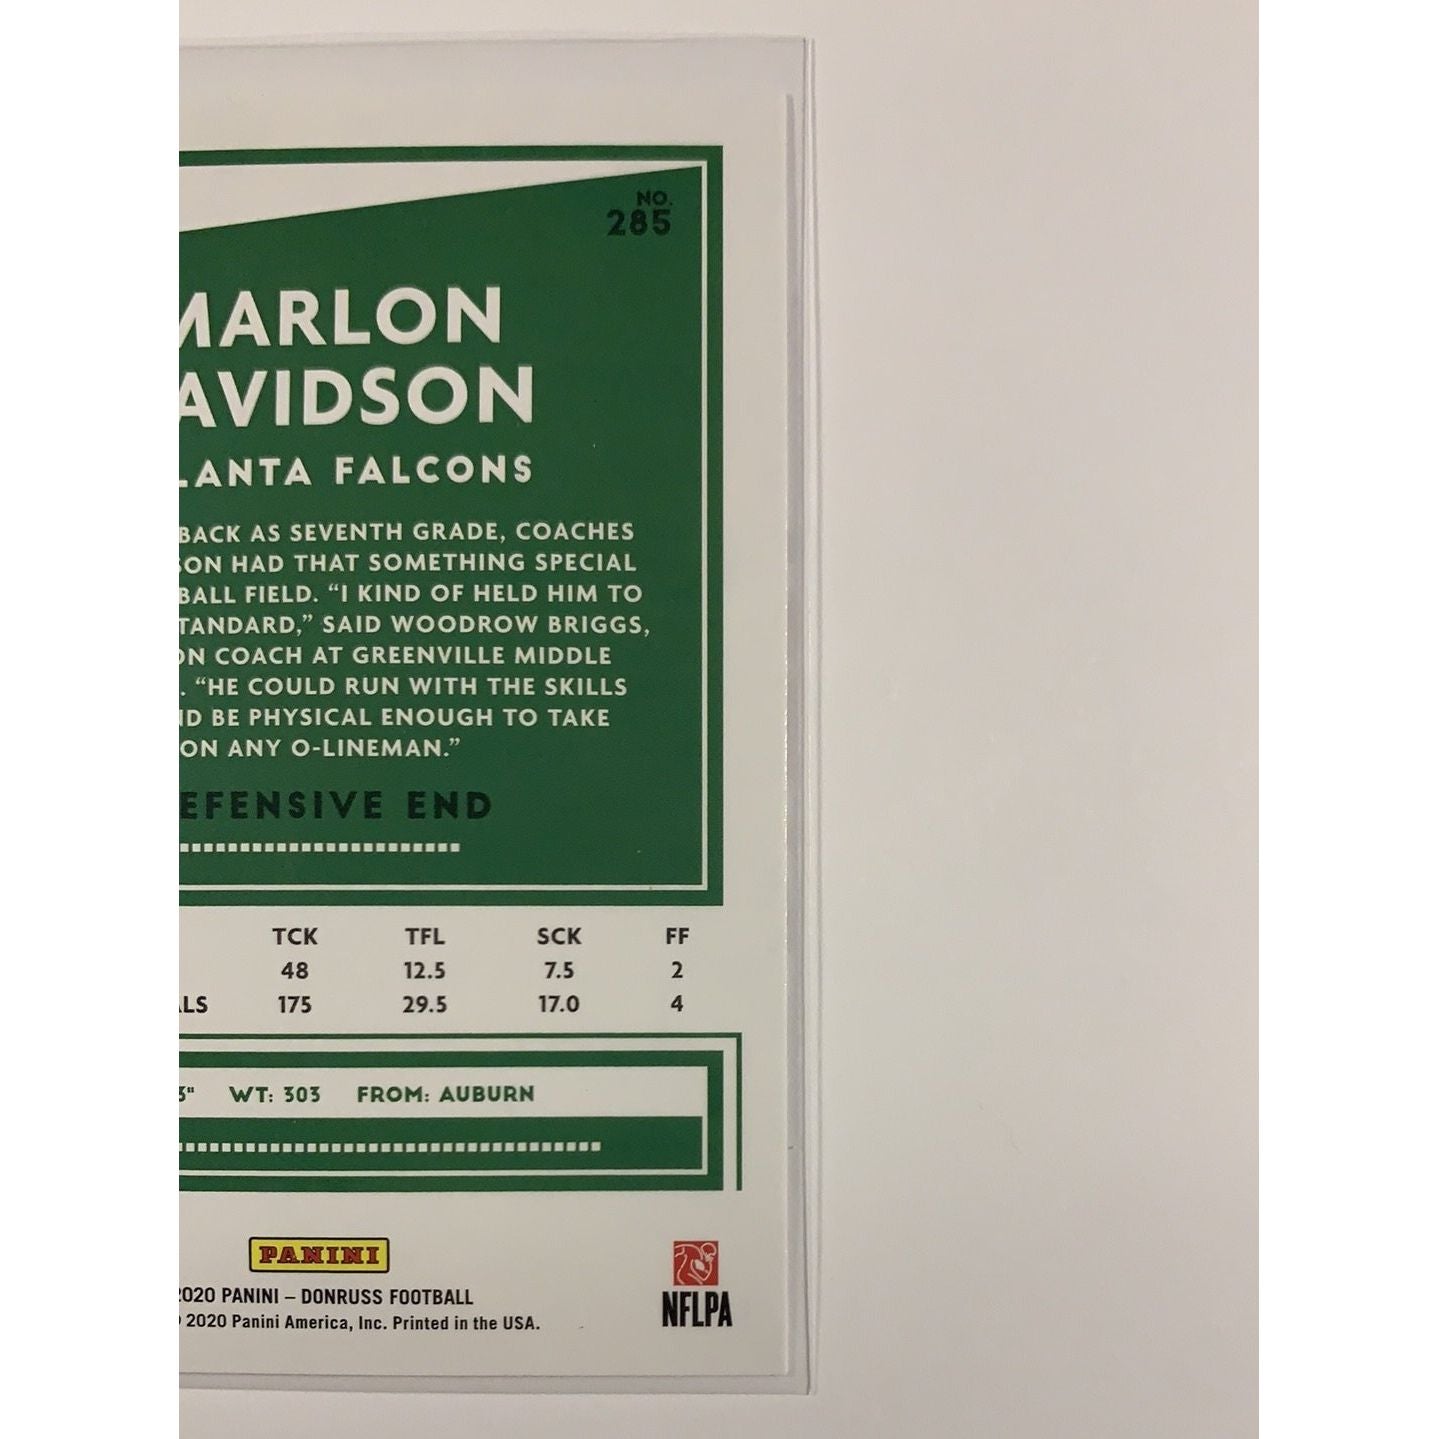 NO.
285
MARLON
AVIDSON
LANTA FALCONS
BACK AS SEVENTH GRADE, COACHES
SON HAD THAT SOMETHING SPECIAL
BALL FIELD. “I KIND OF HELD HIM TO
TANDARD,” SAID WOODROW BRIGGS,
ON COACH AT GREENVILLE MIDDLE
. “HE COULD RUN WITH THE SKILLS
ND BE PHYSICAL ENOUGH TO TAKE
ON ANY O-LINEMAN.”
EFENSIVE END
TCK TFL SCK FF
48 12.5 7.5 2
ALS 175 29.5 17.0 4
3" WT: 303 FROM: AUBURN
PANINI
2020 PANINI – DONRUSS FOOTBALL
© 2020 Panini America, Inc. Printed in the USA.
NFLPA